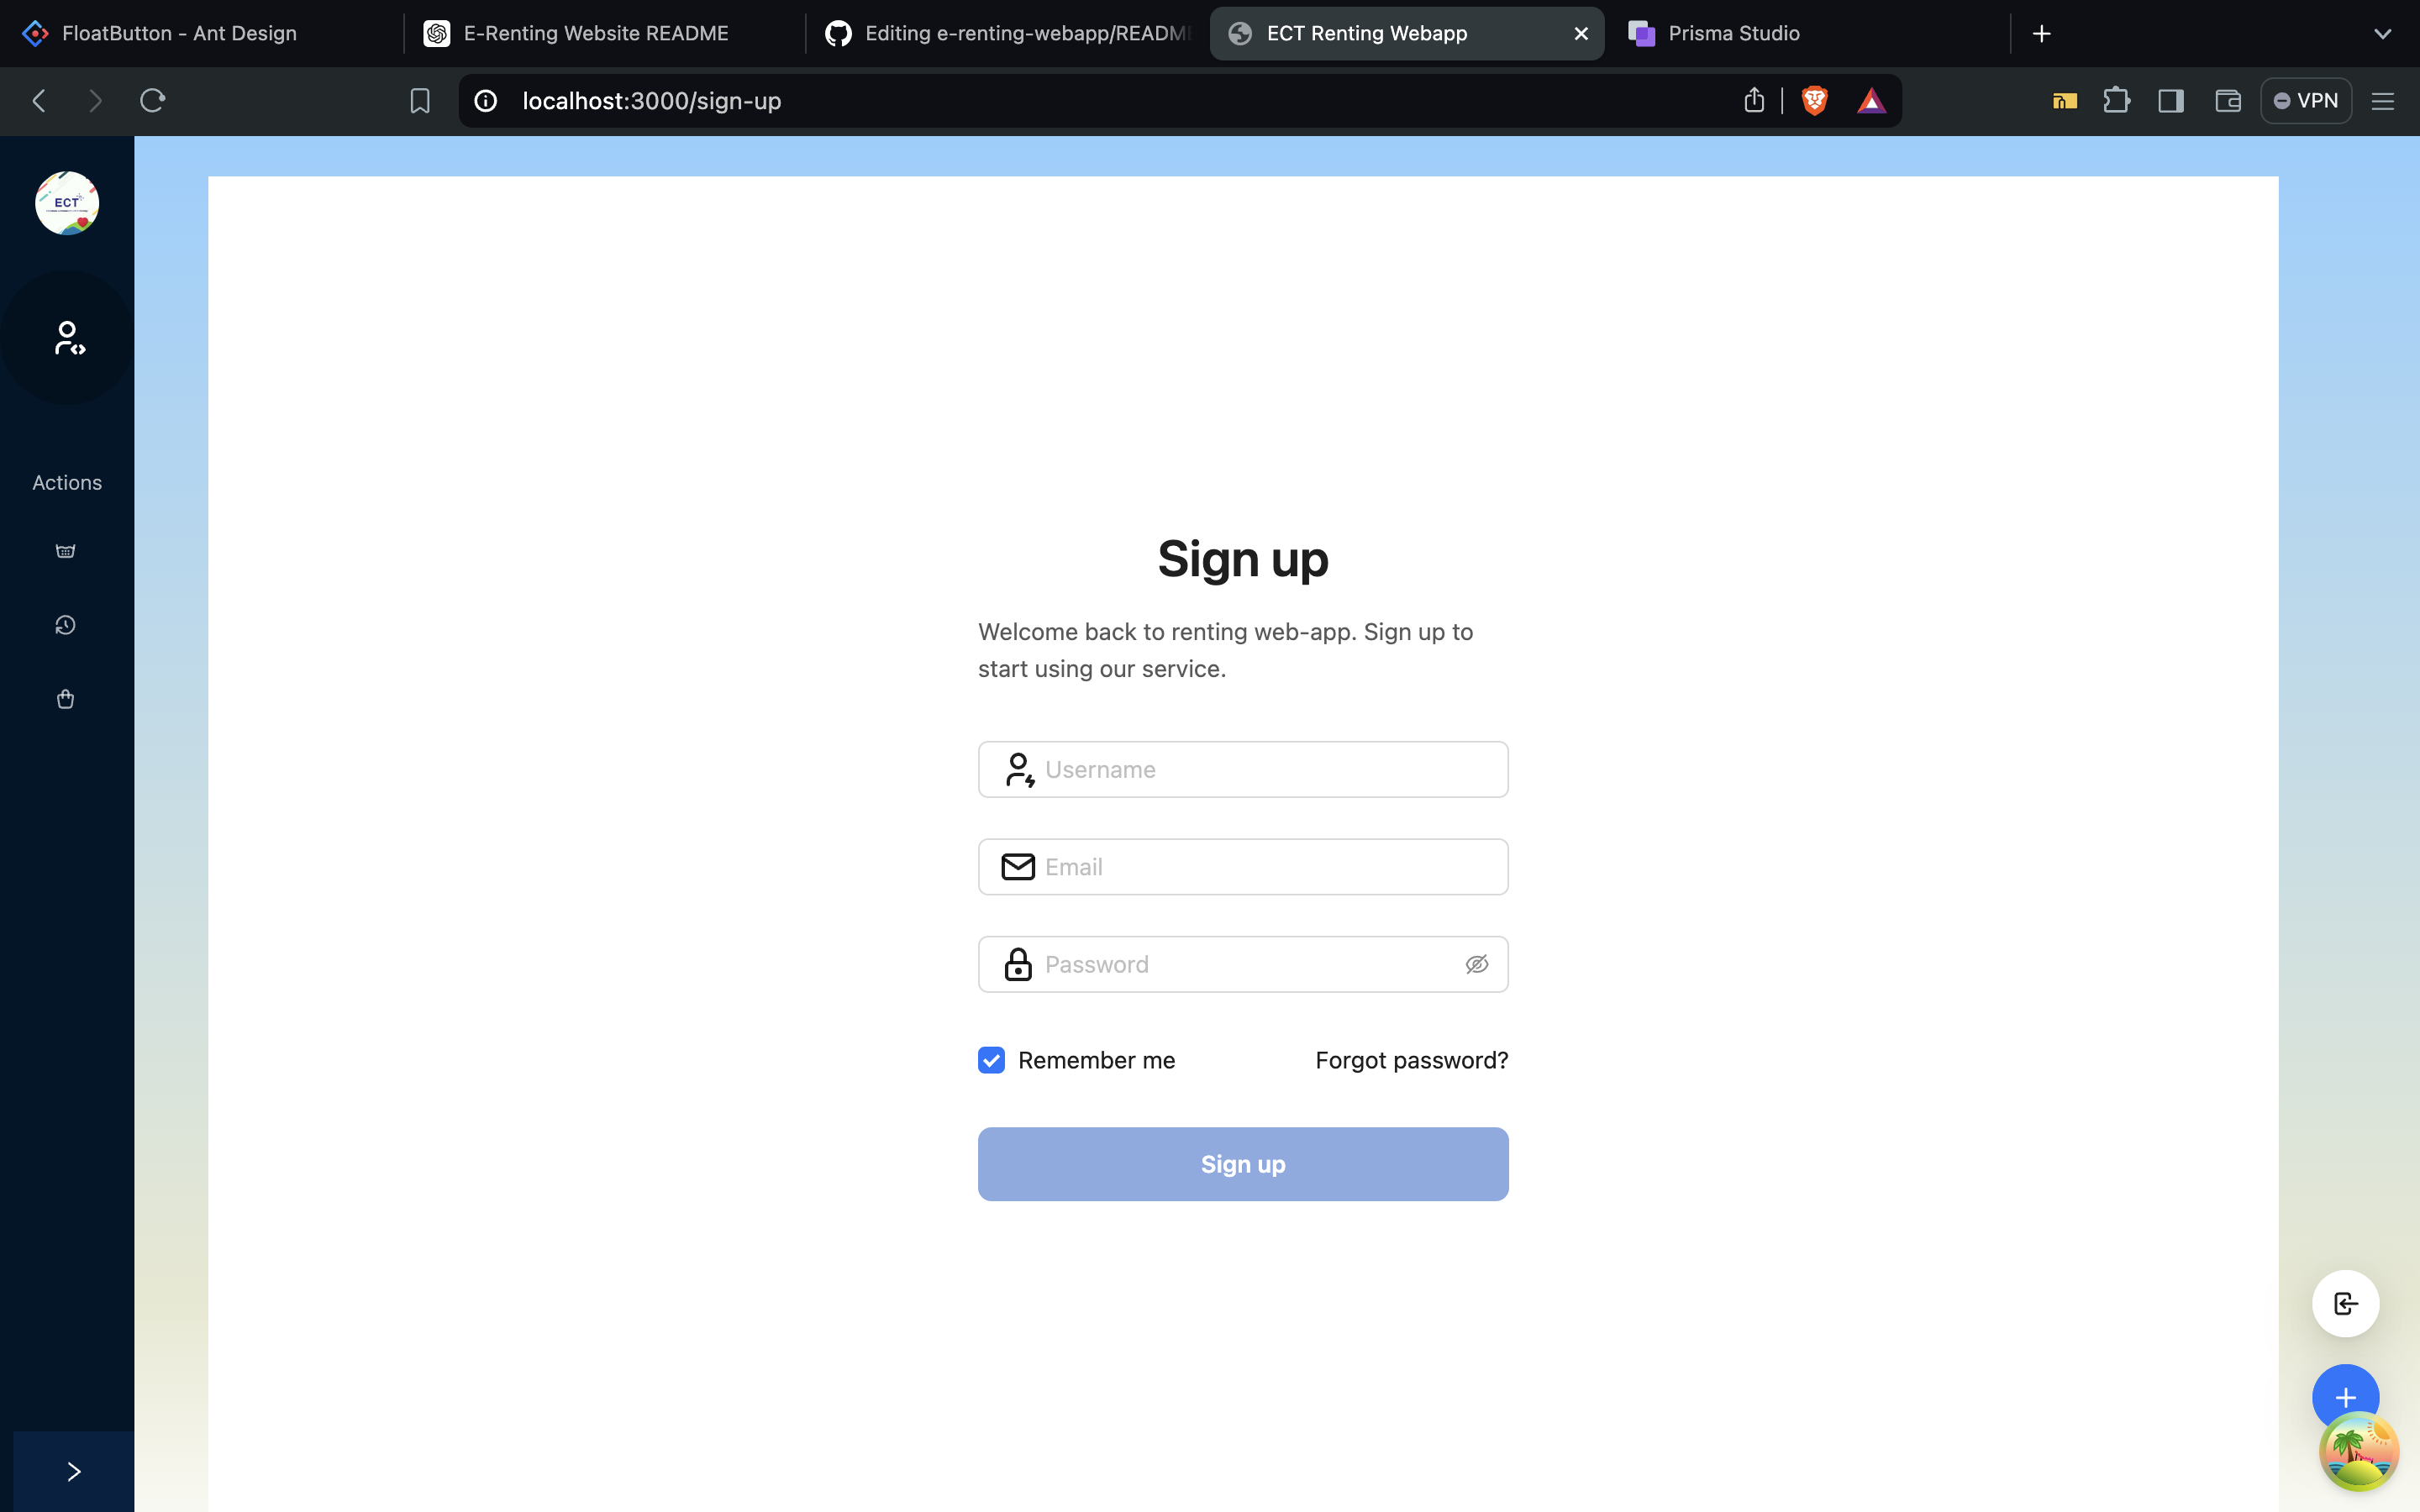 FloatButton - Ant Design
E-Renting Website README
Editing e-renting-webapp/READM
ECT Renting Webapp
Prisma Studio
localhost:3000/sign-up
VPN
ECT
Actions
Sign up
Welcome back to renting web-app. Sign up to
start using our service.
Username
Email
Password
Remember me
Forgot password?
Sign up